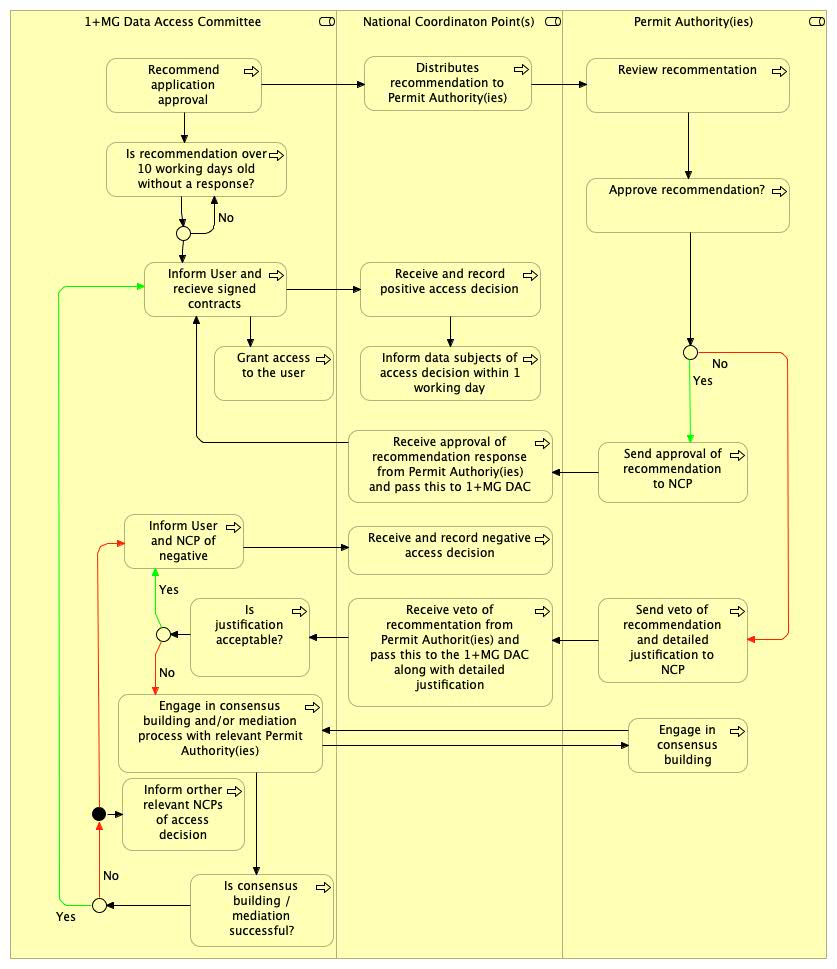 1+MG Data Access Committee
National Coordinaton Point(s)
Permit Authority(ies)
Recommend
application
approval
Distributes
recommendation to
Permit Authority(ies)
Review recommentation
Is recommendation over
10 working days old
without a response?
Approve recommendation?
No
Inform User and
recieve signed
contracts
Receive and record
positive access decision
Grant access
to the user
Inform data subjects of
access decision within 1
working day
No
Yes
Receive approval of
recommendation response
from Permit Authoriy(ies)
and pass this to 1+MG DAC
Send approval of
recommendation
to NCP
Inform User
and NCP of
negative
Receive and record negative
access decision
Yes
Is
justification
acceptable?
Receive veto of
recommentation from
Permit Authorit(ies) and
pass this to the 1+MG DAC
along with detailed
justification
Send veto of
recommendation
and detailed
justification to
NCP
No
Engage in consensus
building and/or mediation
process with relevant Permit
Authority(ies)
Engage in
consensus
building
Inform orther
relevant NCPs
of access
decision
No
Is consensus
building /
mediation
successful?
Yes